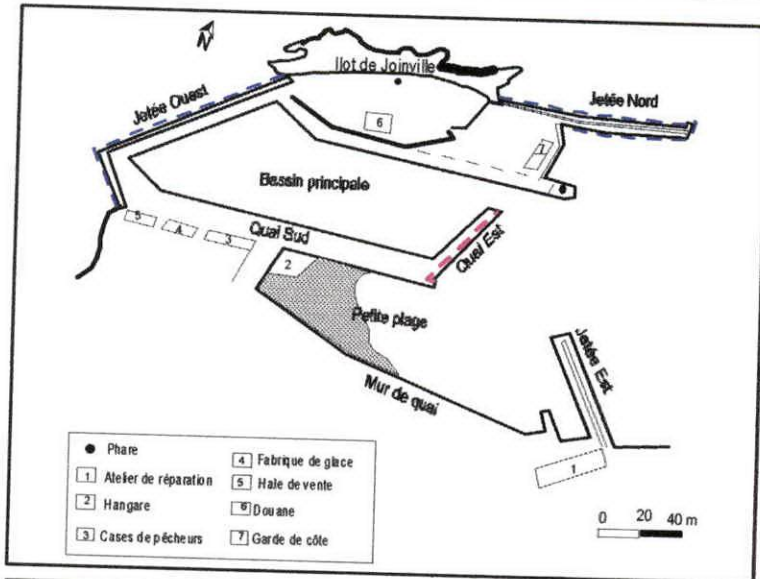 N
Ilot de Joinville
Jetée Ouest
Jetée Nord
6
1
Bassin principale
5
4
3
Quai Sud
Quai Est
2
Petite plage
Jetée Est
Mur de quai
1
Phare
1 Atelier de réparation
2 Hangare
3 Cases de pêcheurs
4 Fabrique de glace
5 Hale de vente
6 Douane
7 Garde de côte
0 20 40 m